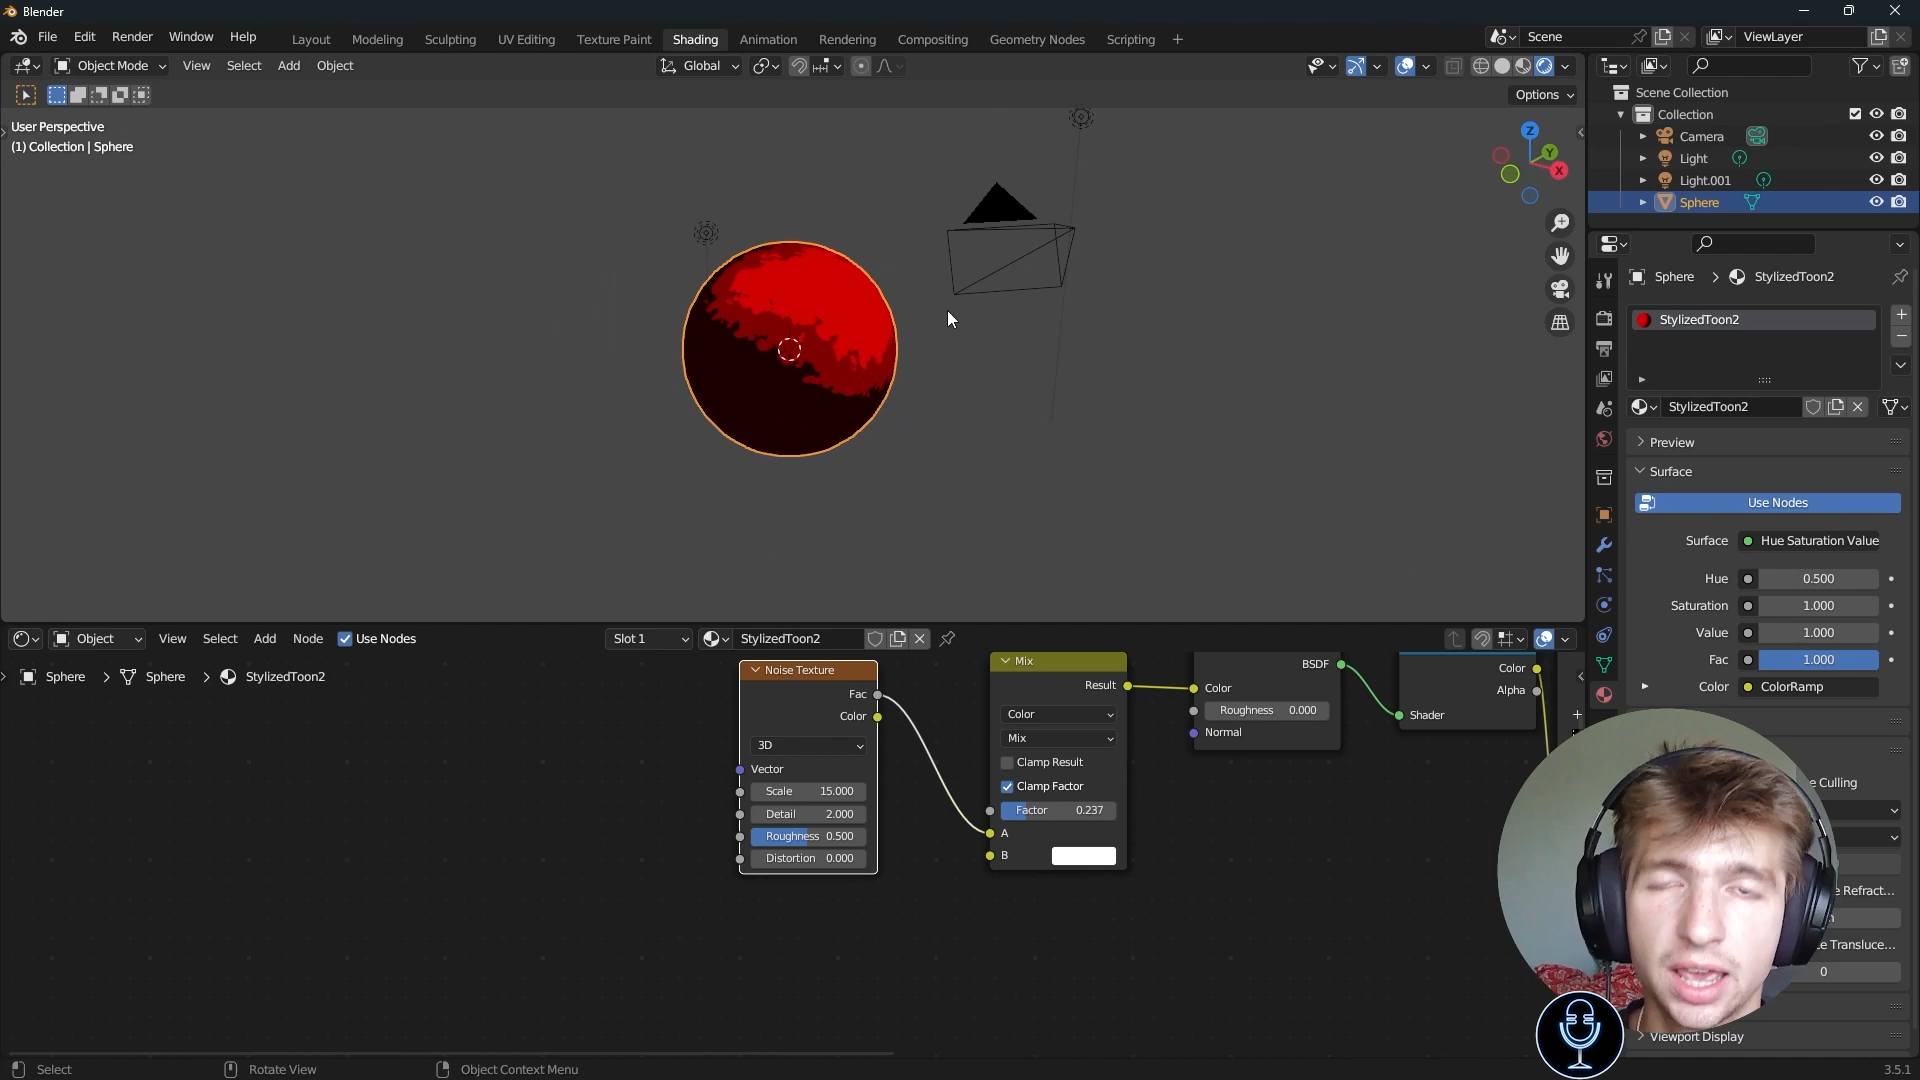 Blender
File Edit Render Window Help
Layout Modeling Sculpting UV Editing Texture Paint Shading Animation Rendering Compositing Geometry Nodes Scripting +
Scene
ViewLayer
Object Mode View Select Add Object
Global
Options
User Perspective
(1) Collection | Sphere
Z
Y
X
Scene Collection
Collection
Camera
Light
Light.001
Sphere
Sphere > StylizedToon2
StylizedToon2
StylizedToon2
Preview
Surface
Use Nodes
Surface Hue Saturation Value
Hue 0.500
Saturation 1.000
Value 1.000
Fac 1.000
Color ColorRamp
Culling
Refract...
Transluce...
0
Viewport Display
Object View Select Add Node Use Nodes
Slot 1
StylizedToon2
Sphere > Sphere > StylizedToon2
Noise Texture
Fac
Color
3D
Vector
Scale 15.000
Detail 2.000
Roughness 0.500
Distortion 0.000
Mix
Result
Color
Mix
Clamp Result
Clamp Factor
Factor 0.237
A
B
BSDF
Color
Roughness 0.000
Normal
Color
Alpha
Shader
Select
Rotate View
Object Context Menu
3.5.1